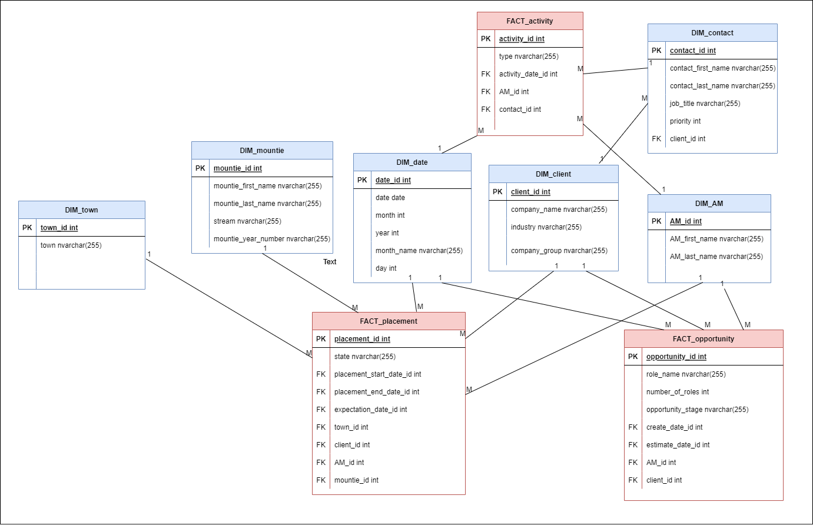 FACT_activity
PK activity_id int
type nvarchar(255)
FK activity_date_id int
FK AM_id int
FK contact_id int
DIM_contact
PK contact_id int
contact_first_name nvarchar(255)
contact_last_name nvarchar(255)
job_title nvarchar(255)
priority int
FK client_id int
M
1
M
M
M
1
1
1
DIM_mountie
PK mountie_id int
mountie_first_name nvarchar(255)
mountie_last_name nvarchar(255)
stream nvarchar(255)
mountie_year_number nvarchar(255)
DIM_date
PK date_id int
date date
month int
year int
month_name nvarchar(255)
day int
DIM_client
PK client_id int
company_name nvarchar(255)
industry nvarchar(255)
company_group nvarchar(255)
DIM_AM
PK AM_id int
AM_first_name nvarchar(255)
AM_last_name nvarchar(255)
DIM_town
PK town_id int
town nvarchar(255)
1
1
Text
1
1
1
1
1
1
M
M
M
M
M
M
M
M
FACT_placement
PK placement_id int
state nvarchar(255)
FK placement_start_date_id int
FK placement_end_date_id int
FK expectation_date_id int
FK town_id int
FK client_id int
FK AM_id int
FK mountie_id int
FACT_opportunity
PK opportunity_id int
role_name nvarchar(255)
number_of_roles int
opportunity_stage nvarchar(255)
FK create_date_id int
FK estimate_date_id int
FK AM_id int
FK client_id int